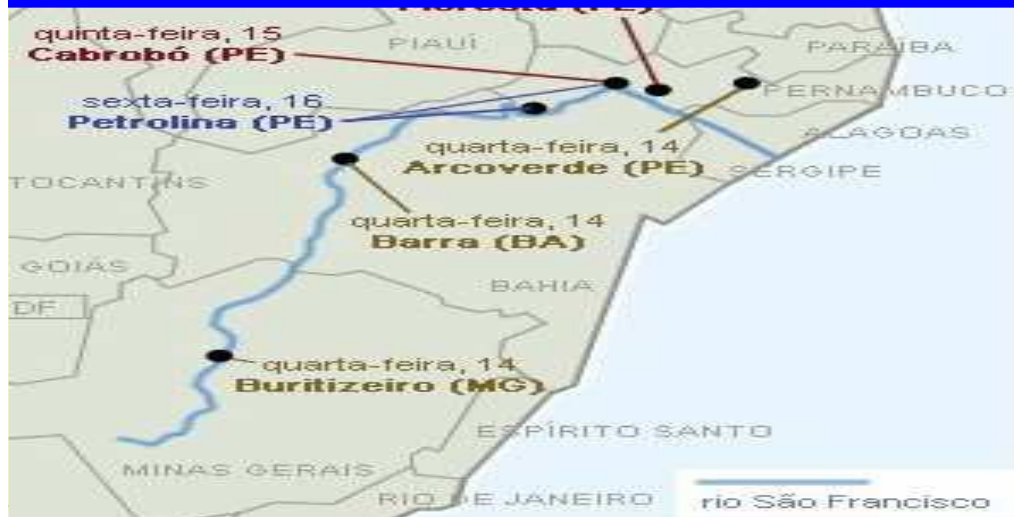 Floresta (PE)
quinta-feira, 15
Cabrobó (PE)
PIAUÍ
PARAÍBA
sexta-feira, 16
Petrolina (PE)
PERNAMBUCO
quarta-feira, 14
Arcoverde (PE)
ALAGOAS
SERGIPE
TOCANTINS
quarta-feira, 14
Barra (BA)
GOIÁS
BAHIA
DF
quarta-feira, 14
Buritizeiro (MG)
ESPÍRITO SANTO
MINAS GERAIS
RIO DE JANEIRO
rio São Francisco